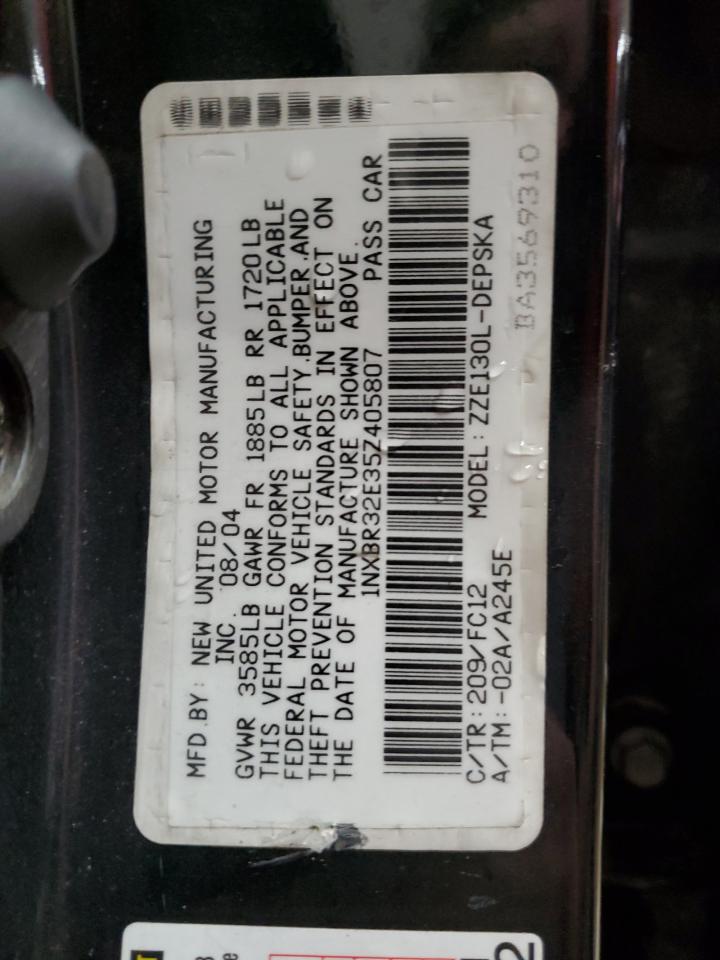 MFD.BY: NEW UNITED MOTOR MANUFACTURING
INC. 08/04
GVWR 3585LB GAWR FR 1885LB RR 1720LB
THIS VEHICLE CONFORMS TO ALL APPLICABLE
FEDERAL MOTOR VEHICLE SAFETY.BUMPER.AND
THEFT PREVENTION STANDARDS IN EFFECT ON
THE DATE OF MANUFACTURE SHOWN ABOVE.
1NXBR32E35Z405807 PASS CAR
C/TR:209/FC12 MODEL:ZZE130L-DEPSKA
A/TM:-02A/A245E
BA3569310